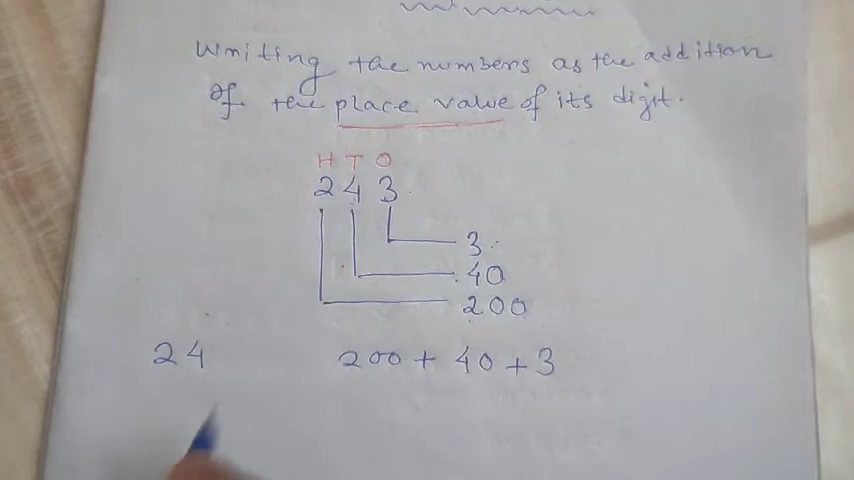 Writing the numbers as the addition
of the place value of its digit.
H T O
2 4 3
3
40
200
24 200 + 40 + 3